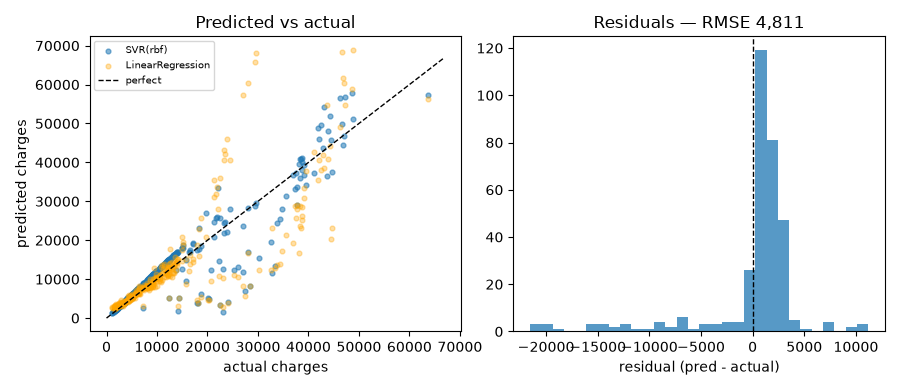 Predicted vs actual
70000
60000
50000
40000
30000
20000
10000
0
predicted charges
SVR(rbf)
LinearRegression
perfect
0 10000 20000 30000 40000 50000 60000 70000
actual charges
Residuals — RMSE 4,811
120
100
80
60
40
20
0
−20000 −15000 −10000 −5000 0 5000 10000
residual (pred - actual)